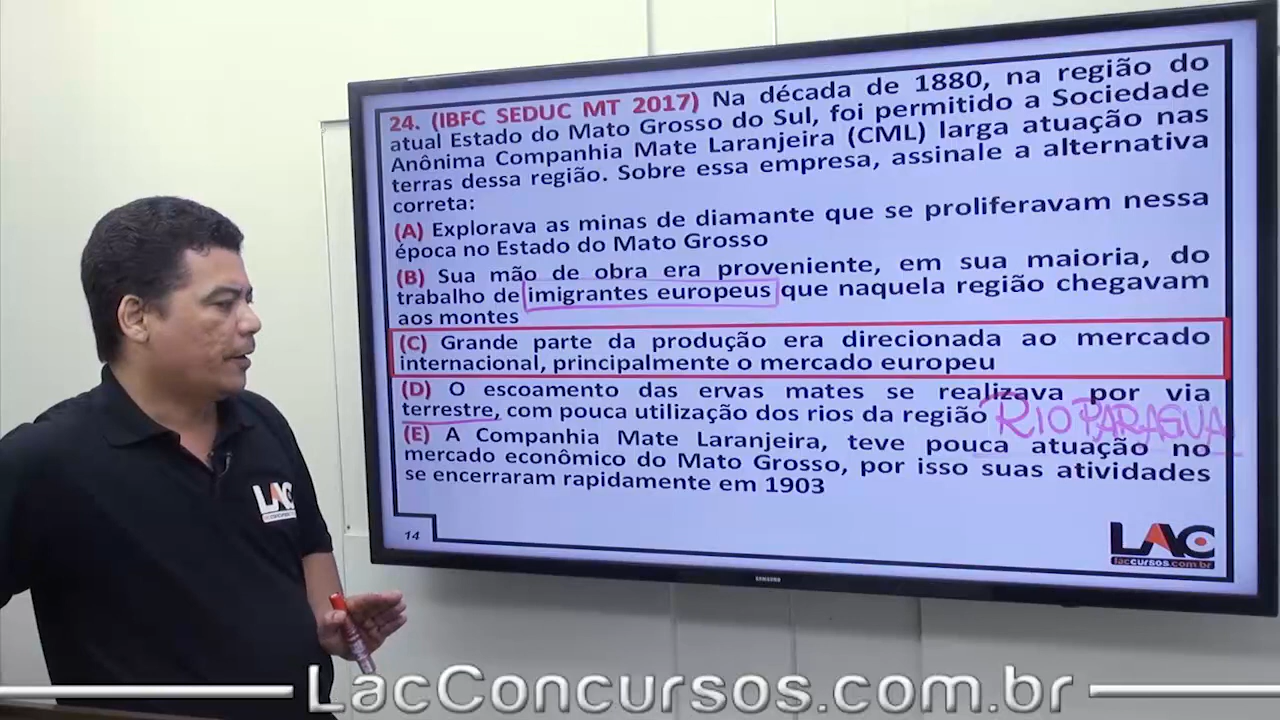 24. (IBFC SEDUC MT 2017) Na década de 1880, na região do
atual Estado do Mato Grosso do Sul, foi permitido a Sociedade
Anônima Companhia Mate Laranjeira (CML) larga atuação nas
terras dessa região. Sobre essa empresa, assinale a alternativa
correta:
(A) Explorava as minas de diamante que se proliferavam nessa
época no Estado do Mato Grosso
(B) Sua mão de obra era proveniente, em sua maioria, do
trabalho de imigrantes europeus que naquela região chegavam
aos montes
(C) Grande parte da produção era direcionada ao mercado
internacional, principalmente o mercado europeu
(D) O escoamento das ervas mates se realizava por via
terrestre, com pouca utilização dos rios da região RIO PARAGUA
(E) A Companhia Mate Laranjeira, teve pouca atuação no
mercado econômico do Mato Grosso, por isso suas atividades
se encerraram rapidamente em 1903
14
LAC
laccursos.com.br
SAMSUNG
LAC
LacConcursos.com.br